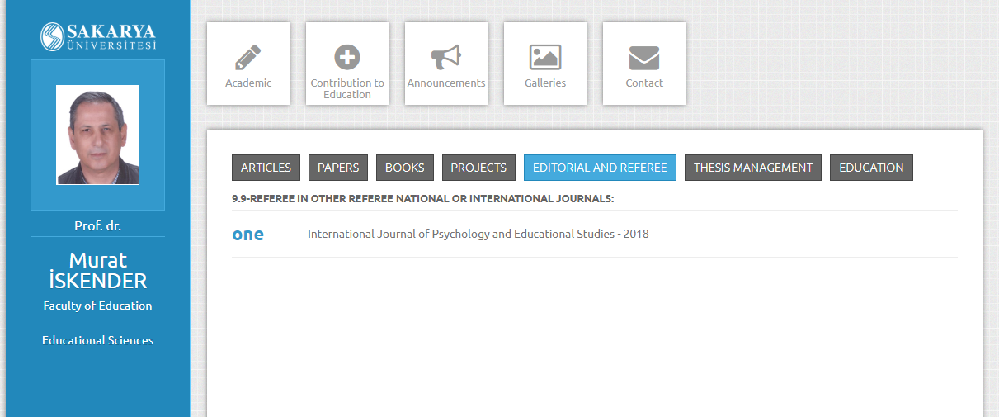 SAKARYA
ÜNİVERSİTESİ
Prof. dr.
Murat
İSKENDER
Faculty of Education
Educational Sciences
Academic
Contribution to
Education
Announcements
Galleries
Contact
ARTICLES PAPERS BOOKS PROJECTS EDITORIAL AND REFEREE THESIS MANAGEMENT EDUCATION
9.9-REFEREE IN OTHER REFEREE NATIONAL OR INTERNATIONAL JOURNALS:
one International Journal of Psychology and Educational Studies - 2018